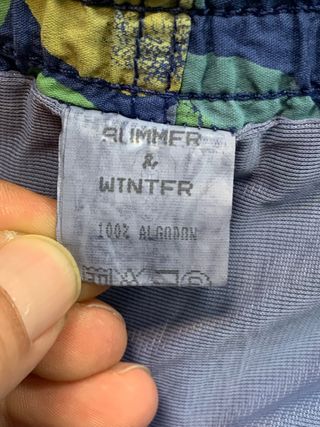 SUMMER
&
WINTER
100% ALGODON